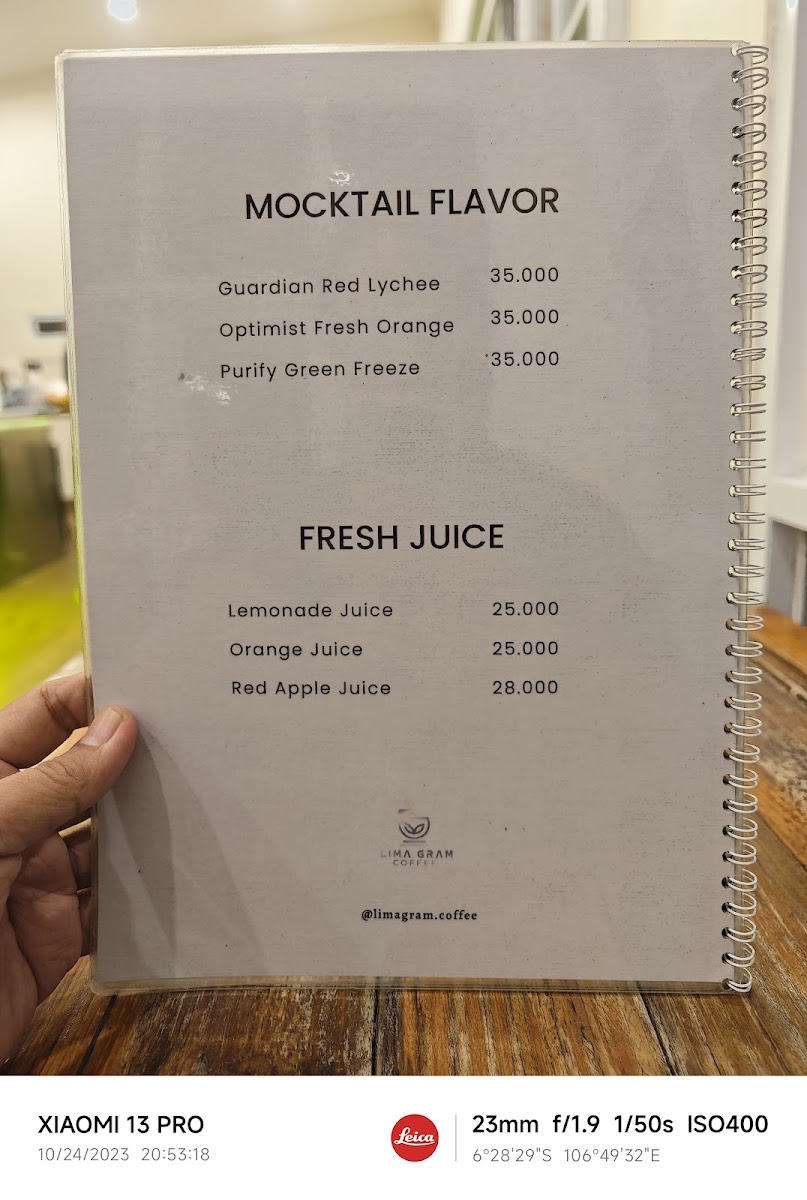 MOCKTAIL FLAVOR
Guardian Red Lychee 35.000
Optimist Fresh Orange 35.000
Purify Green Freeze 35.000
FRESH JUICE
Lemonade Juice 25.000
Orange Juice 25.000
Red Apple Juice 28.000
LIMA GRAM
COFFEE
@limagram.coffee
XIAOMI 13 PRO
10/24/2023 20:53:18
Leica
23mm f/1.9 1/50s ISO400
6°28'29"S 106°49'32"E